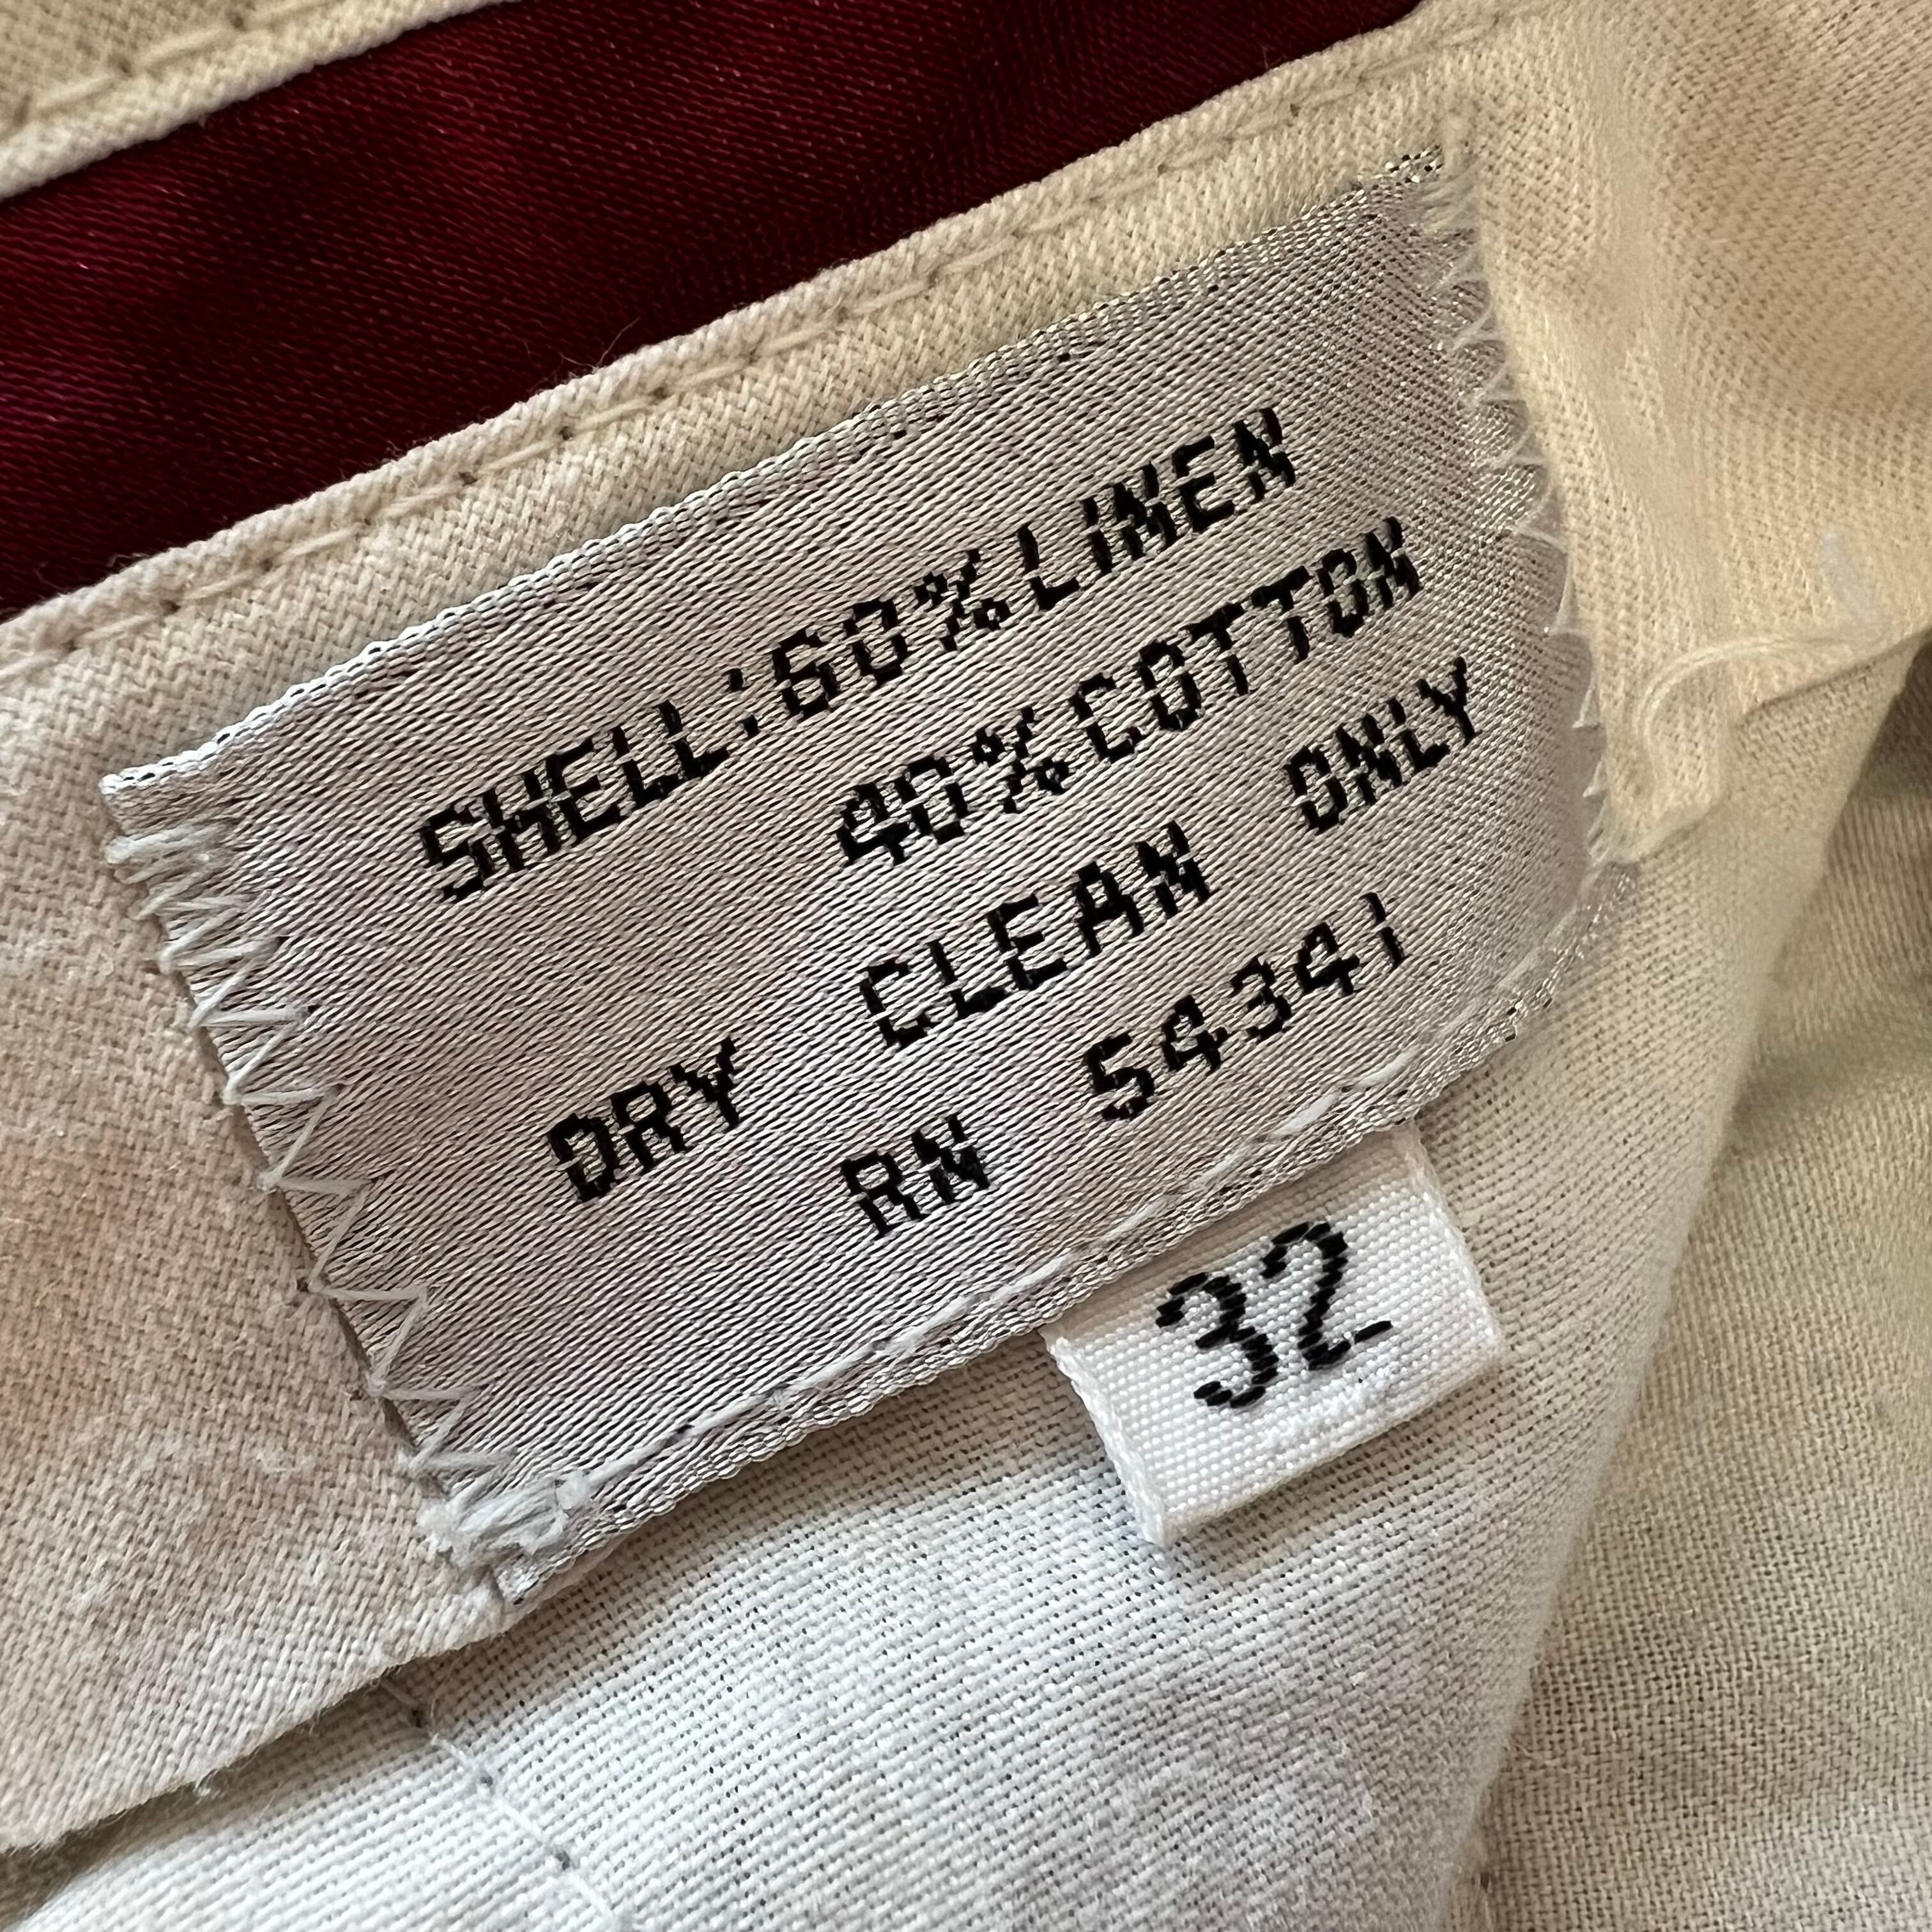 SHELL:60%LINEN
40%COTTON
DRY CLEAN ONLY
RN 54341
32